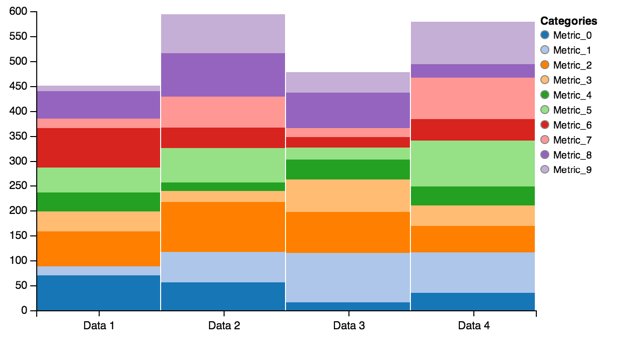 600
550
500
450
400
350
300
250
200
150
100
50
0
Data 1
Data 2
Data 3
Data 4
Categories
Metric_0
Metric_1
Metric_2
Metric_3
Metric_4
Metric_5
Metric_6
Metric_7
Metric_8
Metric_9